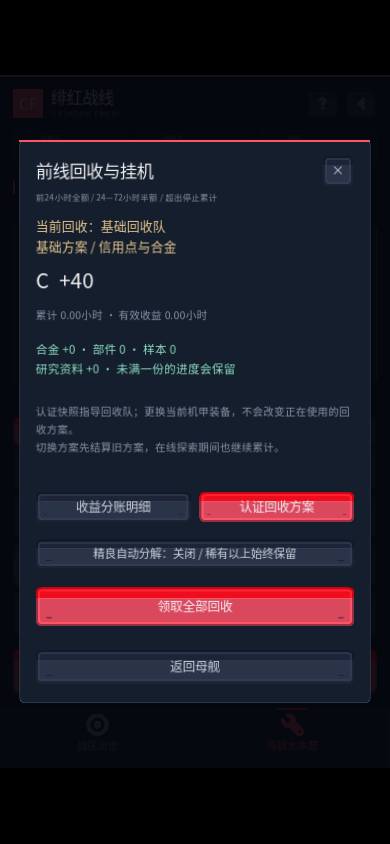 CF 绯红战线
?
前线回收与挂机
×
前24小时全额 / 24—72小时半额 / 超出停止累计
当前回收：基础回收队
基础方案 / 信用点与合金
C +40
累计 0.00小时 · 有效收益 0.00小时
合金 +0 · 部件 0 · 样本 0
研究资料 +0 · 未满一份的进度会保留
认证快照指导回收队；更换当前机甲装备，不会改变正在使用的回
收方案。
切换方案先结算旧方案，在线探索期间也继续累计。
收益分账明细
认证回收方案
精良自动分解：关闭 / 稀有以上始终保留
领取全部回收
返回母舰